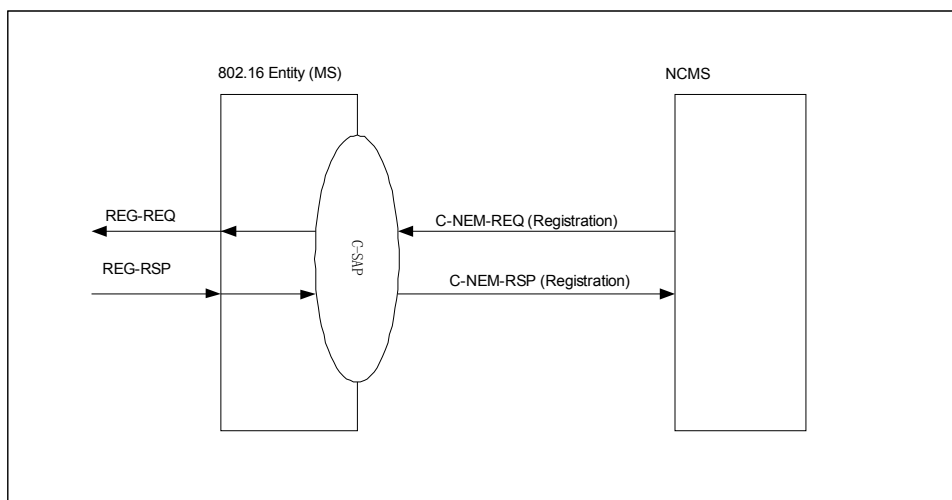 802.16 Entity (MS)
NCMS
REG-REQ
C-NEM-REQ (Registration)
C-SAP
REG-RSP
C-NEM-RSP (Registration)